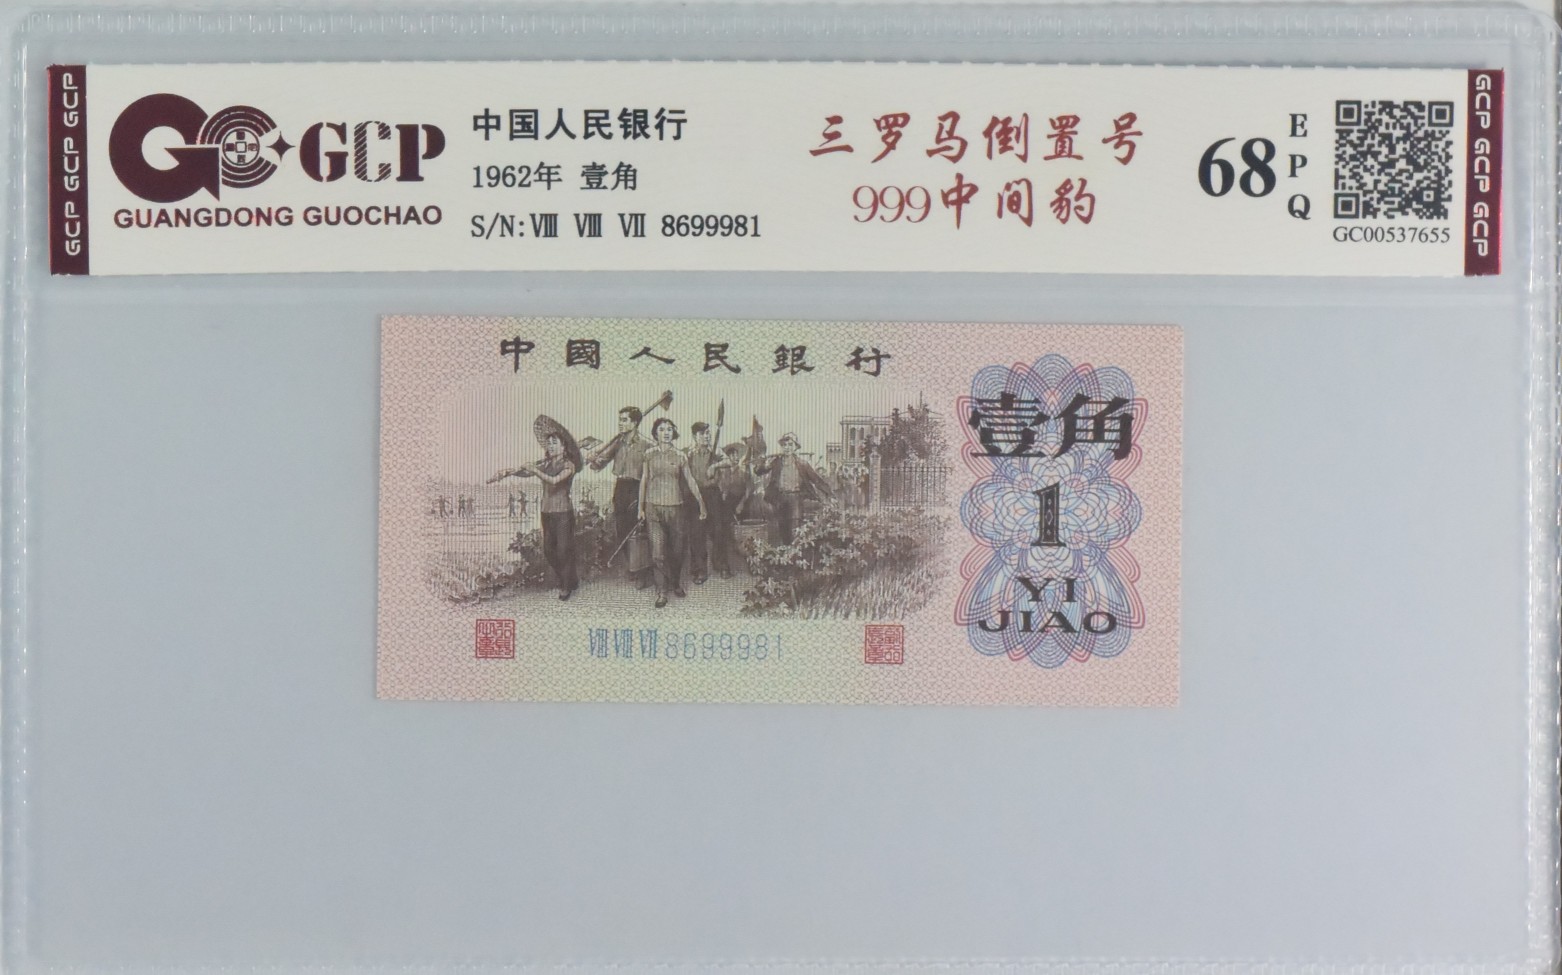 GCP GCP GCP
GCP
GUANGDONG GUOCHAO
中国人民银行
1962年 壹角
S/N:Ⅷ Ⅷ Ⅶ 8699981
三罗马倒置号
999中间豹
68
EPQ
GC00537655
GCP GCP GCP
中國人民銀行
壹角
1
YI
JIAO
ⅧⅧⅦ8699981